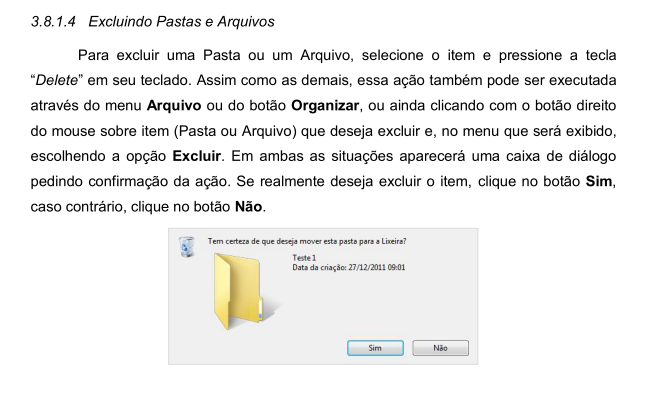 3.8.1.4 Excluindo Pastas e Arquivos
Para excluir uma Pasta ou um Arquivo, selecione o item e pressione a tecla
“Delete” em seu teclado. Assim como as demais, essa ação também pode ser executada
através do menu Arquivo ou do botão Organizar, ou ainda clicando com o botão direito
do mouse sobre item (Pasta ou Arquivo) que deseja excluir e, no menu que será exibido,
escolhendo a opção Excluir. Em ambas as situações aparecerá uma caixa de diálogo
pedindo confirmação da ação. Se realmente deseja excluir o item, clique no botão Sim,
caso contrário, clique no botão Não.
Tem certeza de que deseja mover esta pasta para a Lixeira?
Teste 1
Data da criação: 27/12/2011 09:01
Sim
Não